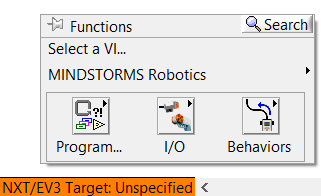 Functions
Search
Select a VI...
MINDSTORMS Robotics
Program... I/O Behaviors
NXT/EV3 Target: Unspecified <